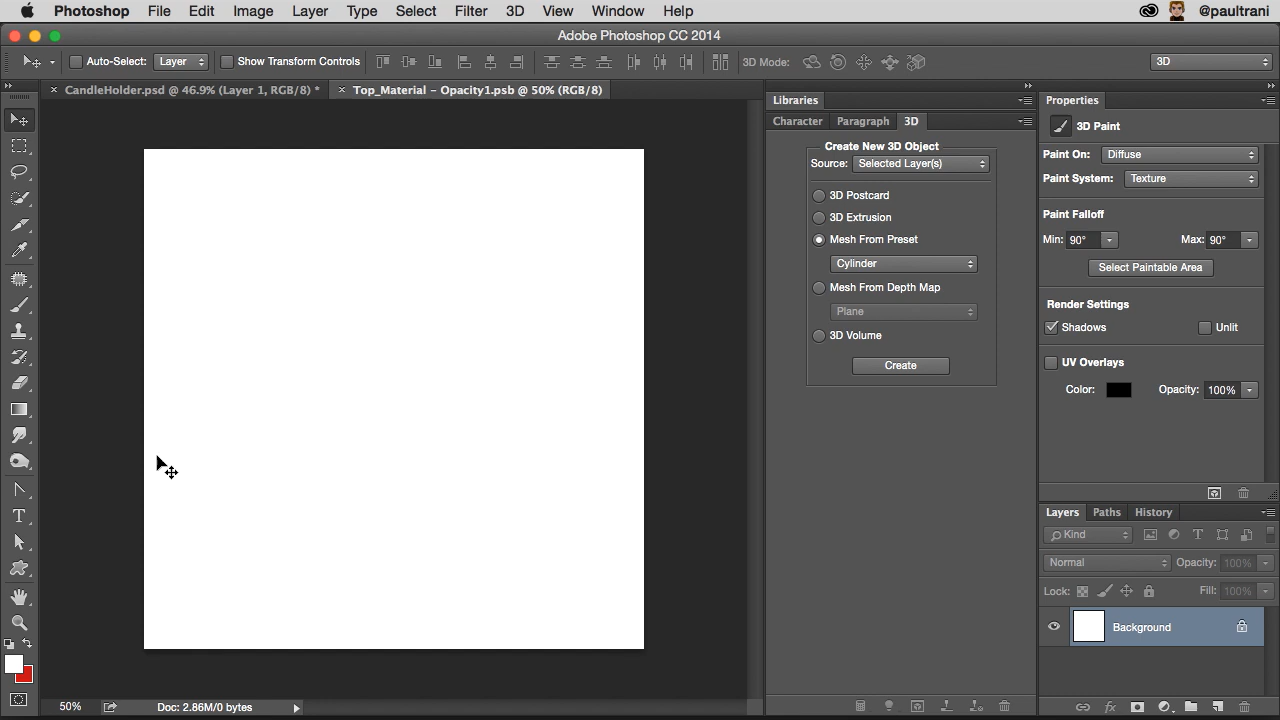 Photoshop File Edit Image Layer Type Select Filter 3D View Window Help @paultrani
Adobe Photoshop CC 2014
Auto-Select: Layer Show Transform Controls 3D Mode: 3D
CandleHolder.psd @ 46.9% (Layer 1, RGB/8) * Top_Material - Opacity1.psb @ 50% (RGB/8)
Libraries
Character Paragraph 3D
Create New 3D Object
Source: Selected Layer(s)
3D Postcard
3D Extrusion
Mesh From Preset
Cylinder
Mesh From Depth Map
Plane
3D Volume
Create
Properties
3D Paint
Paint On: Diffuse
Paint System: Texture
Paint Falloff
Min: 90° Max: 90°
Select Paintable Area
Render Settings
Shadows Unlit
UV Overlays
Color: Opacity: 100%
Layers Paths History
Kind T
Normal Opacity: 100%
Lock: Fill: 100%
Background
fx
T
50% Doc: 2.86M/0 bytes